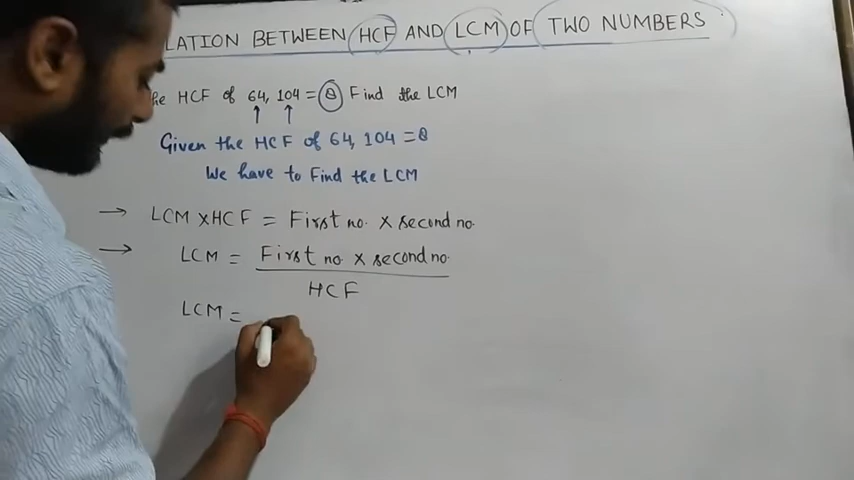 LATION BETWEEN HCF AND LCM OF TWO NUMBERS
he HCF of 64, 104 = 8 Find the LCM
Given the HCF of 64, 104 = 8
We have to Find the LCM
→ LCM X HCF = First no. X second no.
→ LCM = First no X second no.
HCF
LCM =